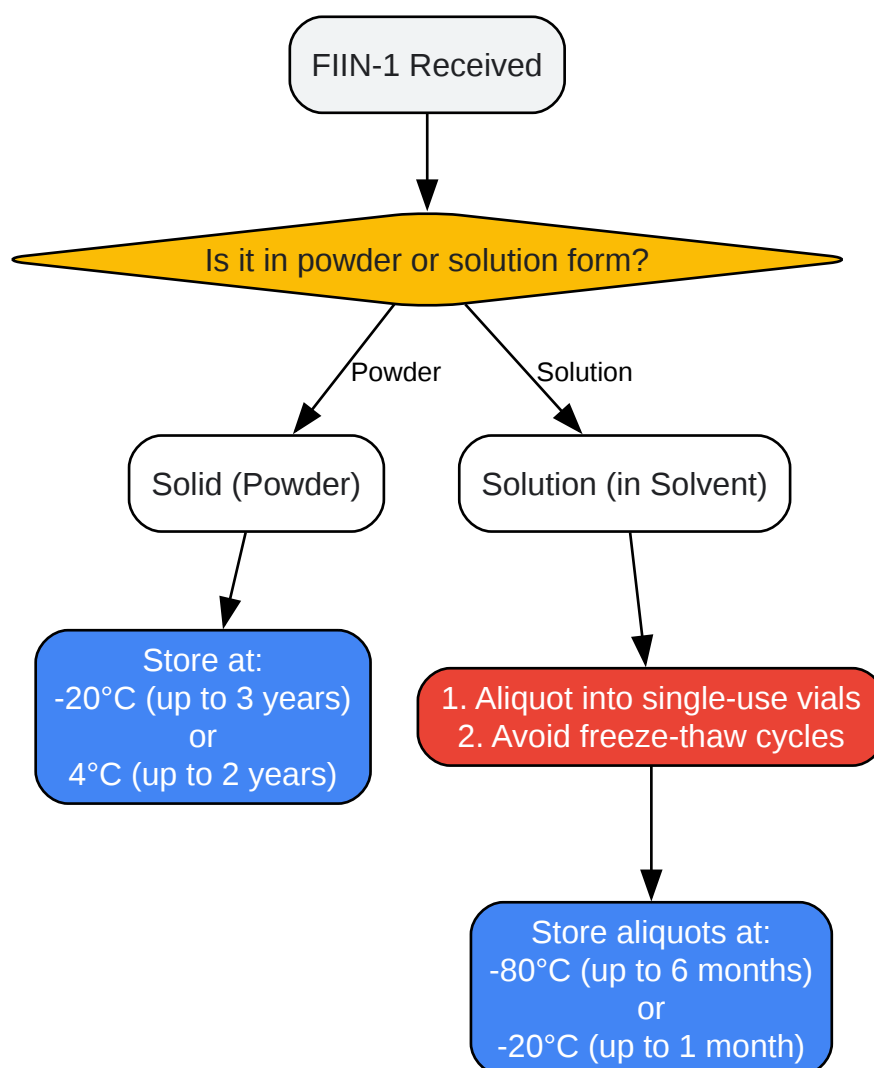 FIIN-1 Received
Is it in powder or solution form?
Powder
Solution
Solid (Powder)
Solution (in Solvent)
Store at:
-20°C (up to 3 years)
or
4°C (up to 2 years)
1. Aliquot into single-use vials
2. Avoid freeze-thaw cycles
Store aliquots at:
-80°C (up to 6 months)
or
-20°C (up to 1 month)